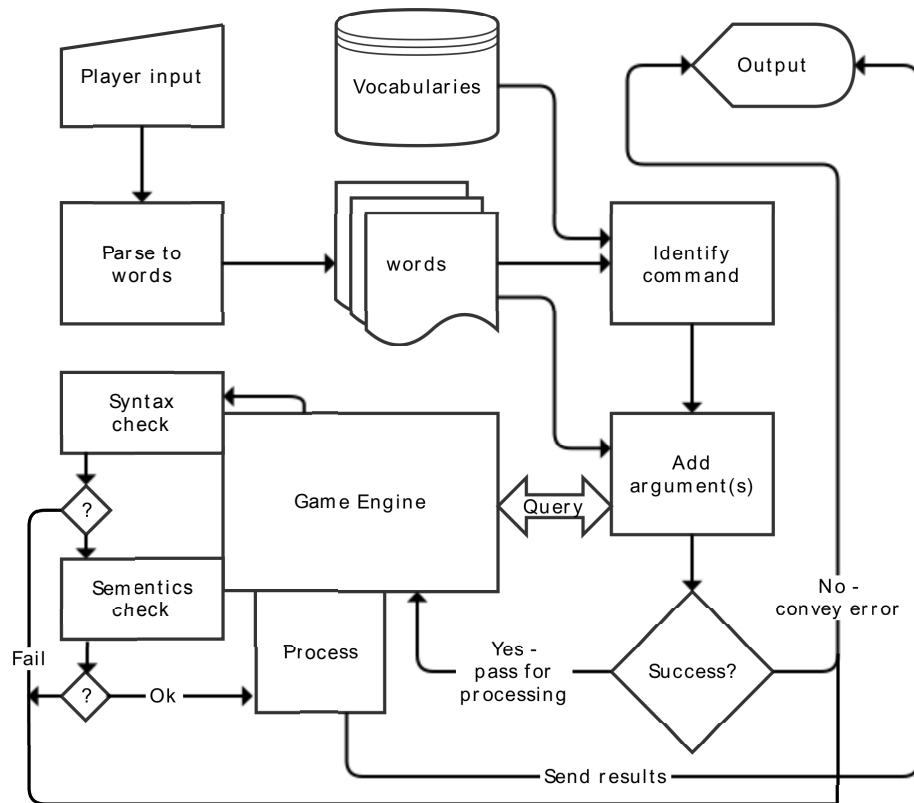 Player input
Vocabularies
Output
Parse to
words
words
Identify
command
Syntax
check
Game Engine
Query
Add
argument(s)
?
Sementics
check
No -
convey error
Fail
Process
Yes -
pass for
processing
Success?
?
Ok
Send results